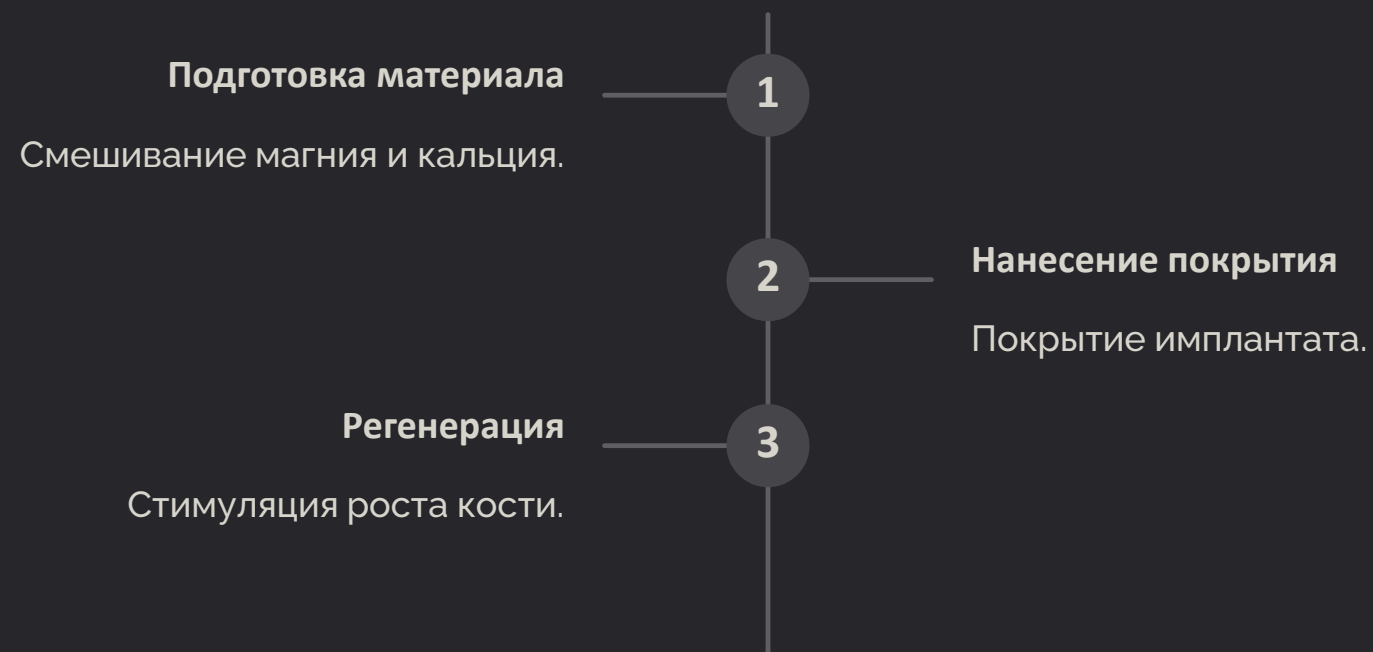 Подготовка материала
1
Смешивание магния и кальция.
2
Нанесение покрытия
Покрытие имплантата.
Регенерация
3
Стимуляция роста кости.